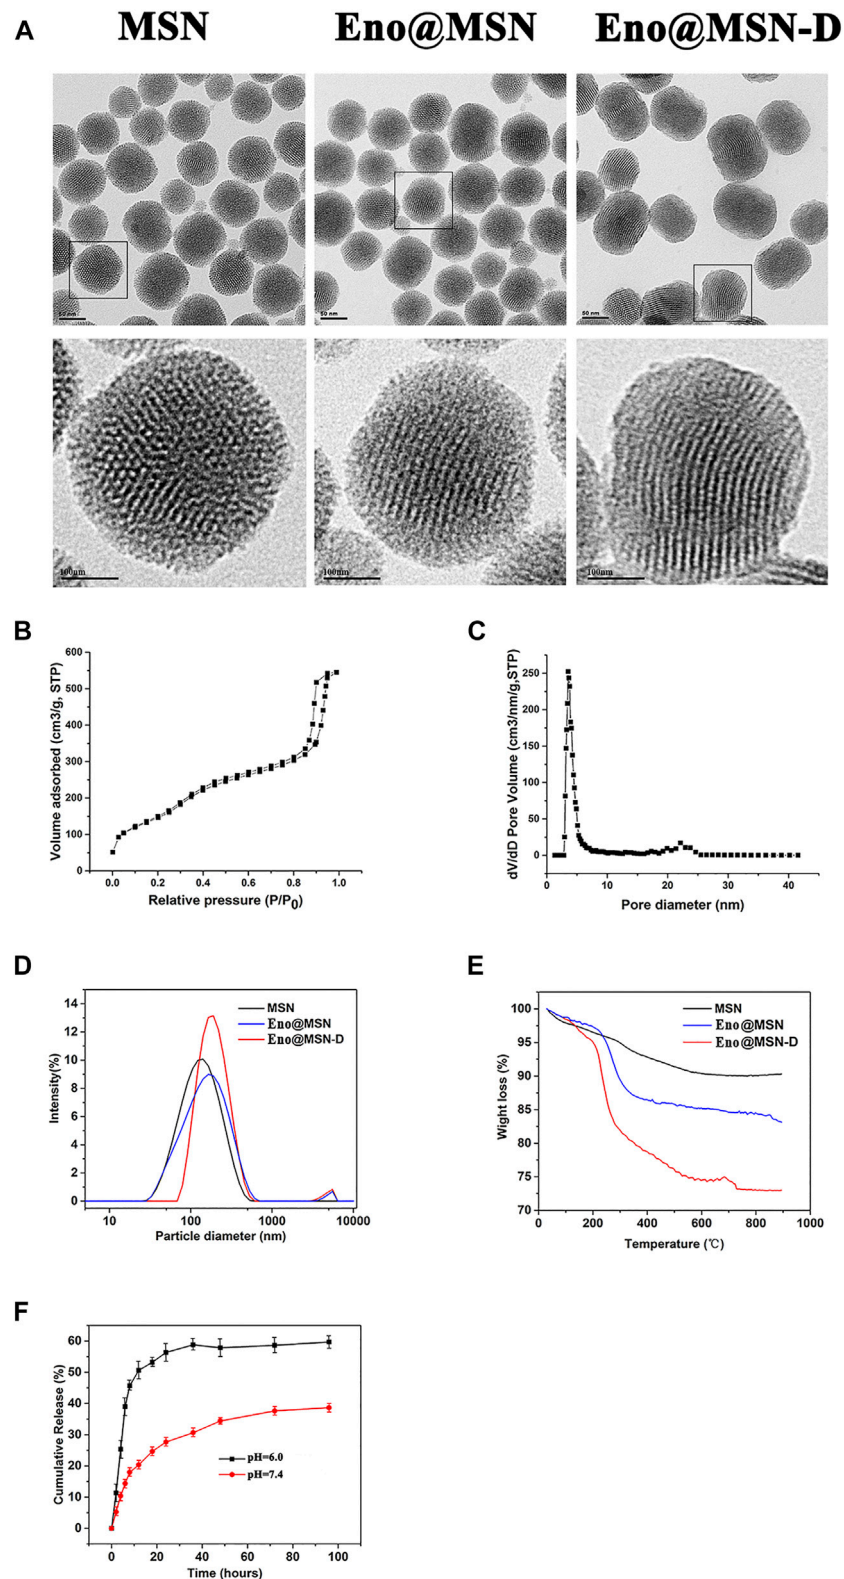 A
MSN
Eno@MSN
Eno@MSN-D
50 nm
50 nm
50 nm
100nm
100nm
100nm
B
Volume adsorbed (cm3/g, STP)
600
500
400
300
200
100
0
0.0 0.2 0.4 0.6 0.8 1.0
Relative pressure (P/P0)
C
dV/dD Pore Volume (cm3/nm/g,STP)
250
200
150
100
50
0
0 10 20 30 40
Pore diameter (nm)
D
Intensity(%)
14
12
10
8
6
4
2
0
MSN
Eno@MSN
Eno@MSN-D
10 100 1000 10000
Particle diameter (nm)
E
Wight loss (%)
100
95
90
85
80
75
70
MSN
Eno@MSN
Eno@MSN-D
0 200 400 600 800 1000
Temperature (℃)
F
Cumulative Release (%)
60
50
40
30
20
10
0
pH=6.0
pH=7.4
0 20 40 60 80 100
Time (hours)